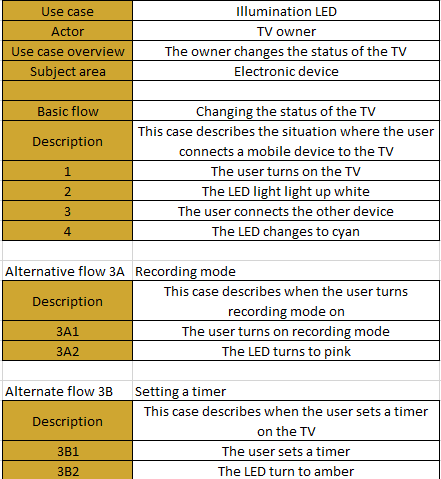 Use case Illumination LED
Actor TV owner
Use case overview The owner changes the status of the TV
Subject area Electronic device
Basic flow Changing the status of the TV
Description This case describes the situation where the user
connects a mobile device to the TV
1 The user turns on the TV
2 The LED light light up white
3 The user connects the other device
4 The LED changes to cyan
Alternative flow 3A Recording mode
Description This case describes when the user turns
recording mode on
3A1 The user turns on recording mode
3A2 The LED turns to pink
Alternate flow 3B Setting a timer
Description This case describes when the user sets a timer
on the TV
3B1 The user sets a timer
3B2 The LED turn to amber